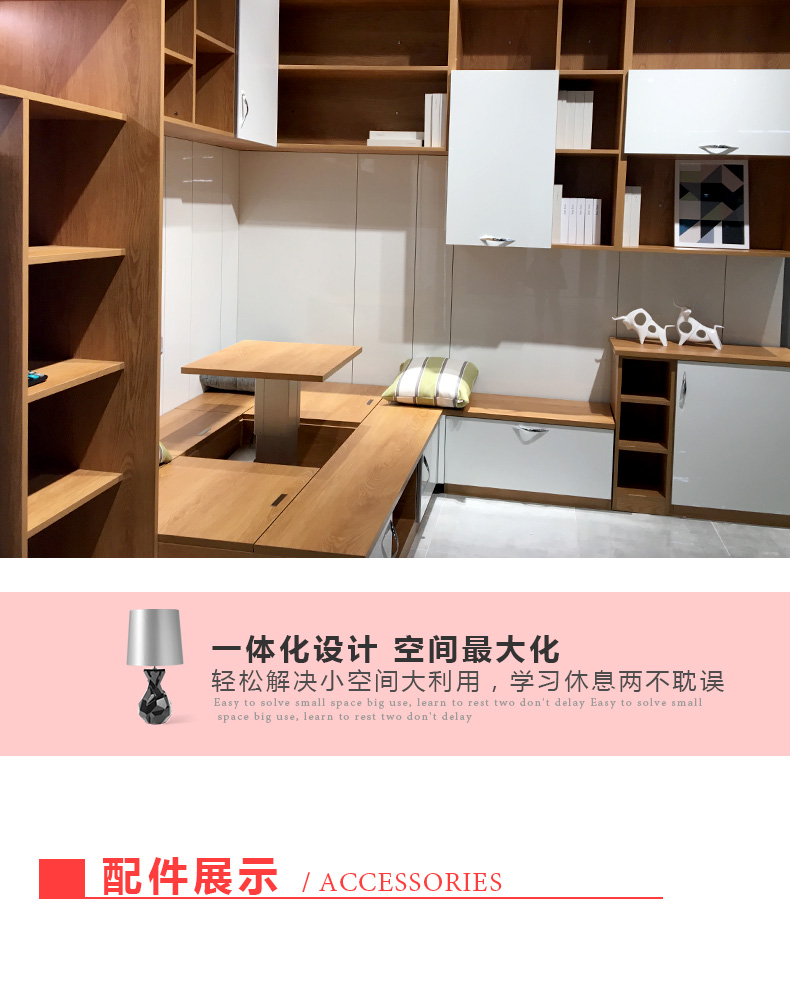 一体化设计 空间最大化
轻松解决小空间大利用，学习休息两不耽误
Easy to solve small space big use, learn to rest two don't delay Easy to solve small
space big use, learn to rest two don't delay
配件展示 / ACCESSORIES